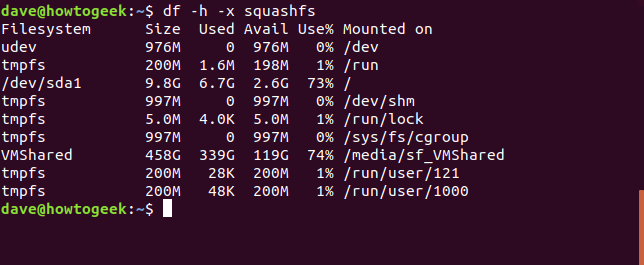 dave@howtogeek:~$ df -h -x squashfs
Filesystem      Size  Used Avail Use% Mounted on
udev            976M     0  976M   0% /dev
tmpfs           200M  1.6M  198M   1% /run
/dev/sda1       9.8G  6.7G  2.6G  73% /
tmpfs           997M     0  997M   0% /dev/shm
tmpfs           5.0M  4.0K  5.0M   1% /run/lock
tmpfs           997M     0  997M   0% /sys/fs/cgroup
VMShared        458G  339G  119G  74% /media/sf_VMShared
tmpfs           200M   28K  200M   1% /run/user/121
tmpfs           200M   48K  200M   1% /run/user/1000
dave@howtogeek:~$